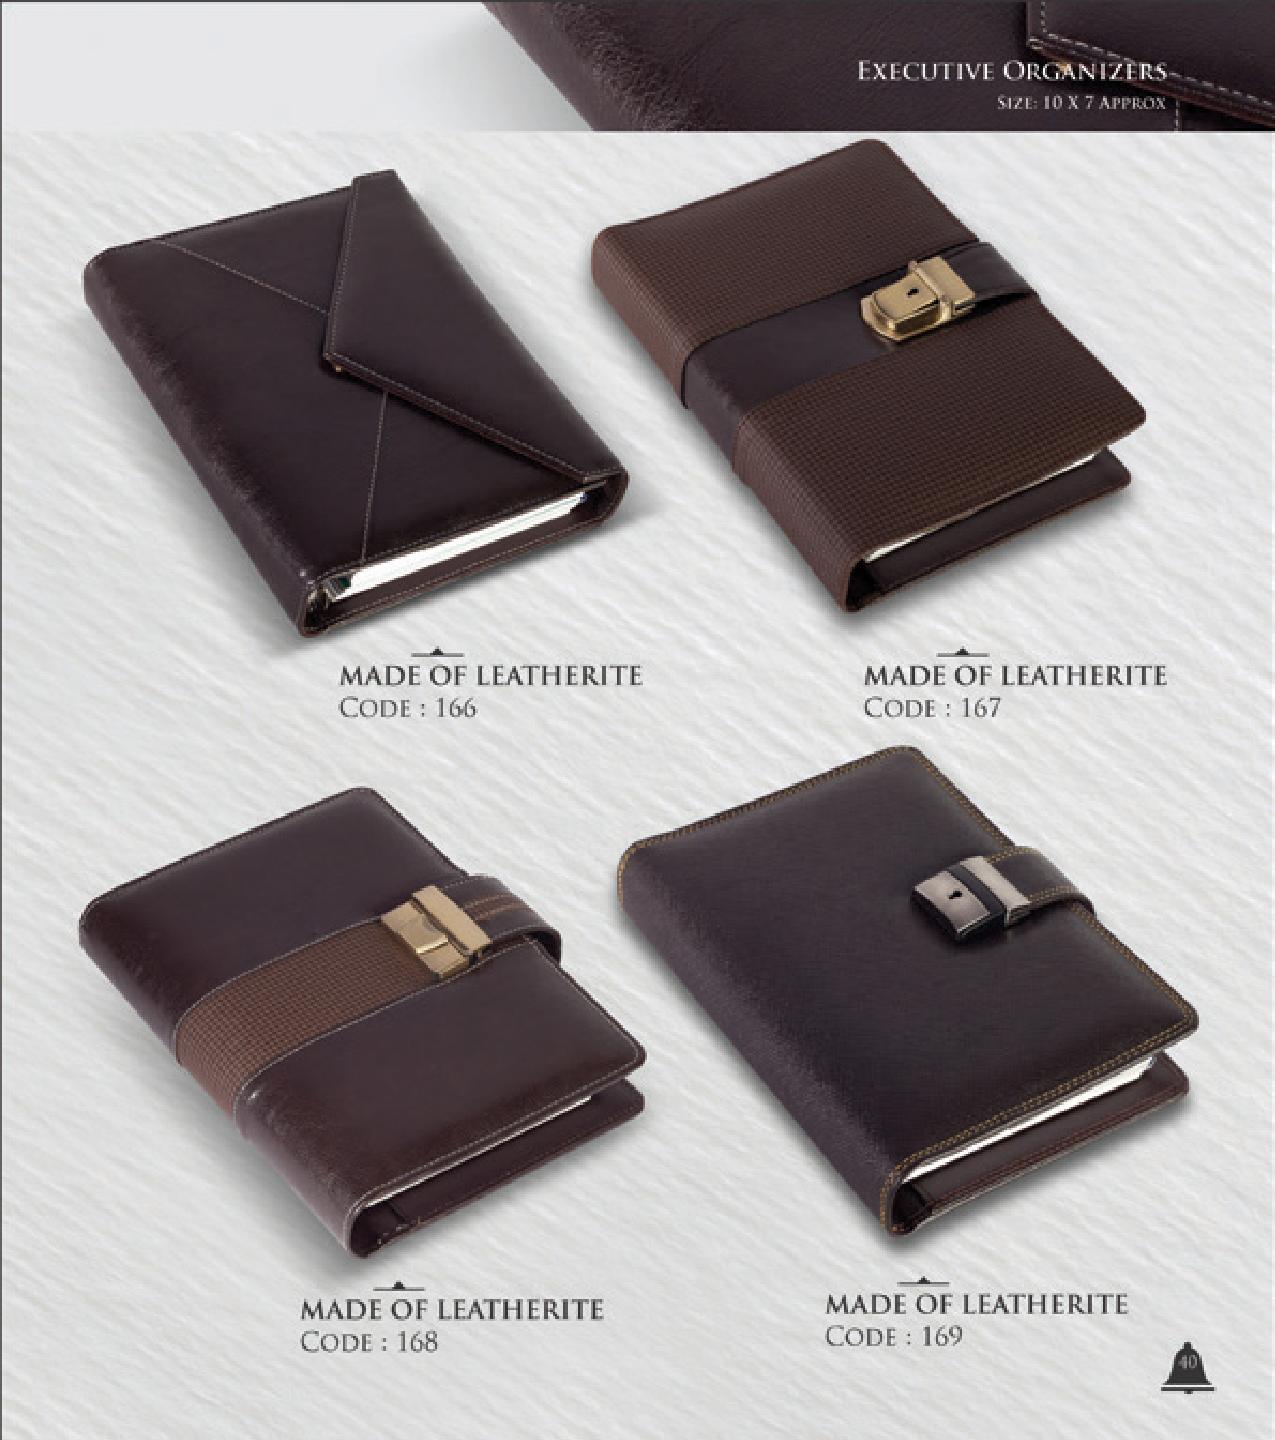 EXECUTIVE ORGANIZERS
SIZE: 10 X 7 APPROX
MADE OF LEATHERITE
CODE : 166
MADE OF LEATHERITE
CODE : 167
MADE OF LEATHERITE
CODE : 168
MADE OF LEATHERITE
CODE : 169
40